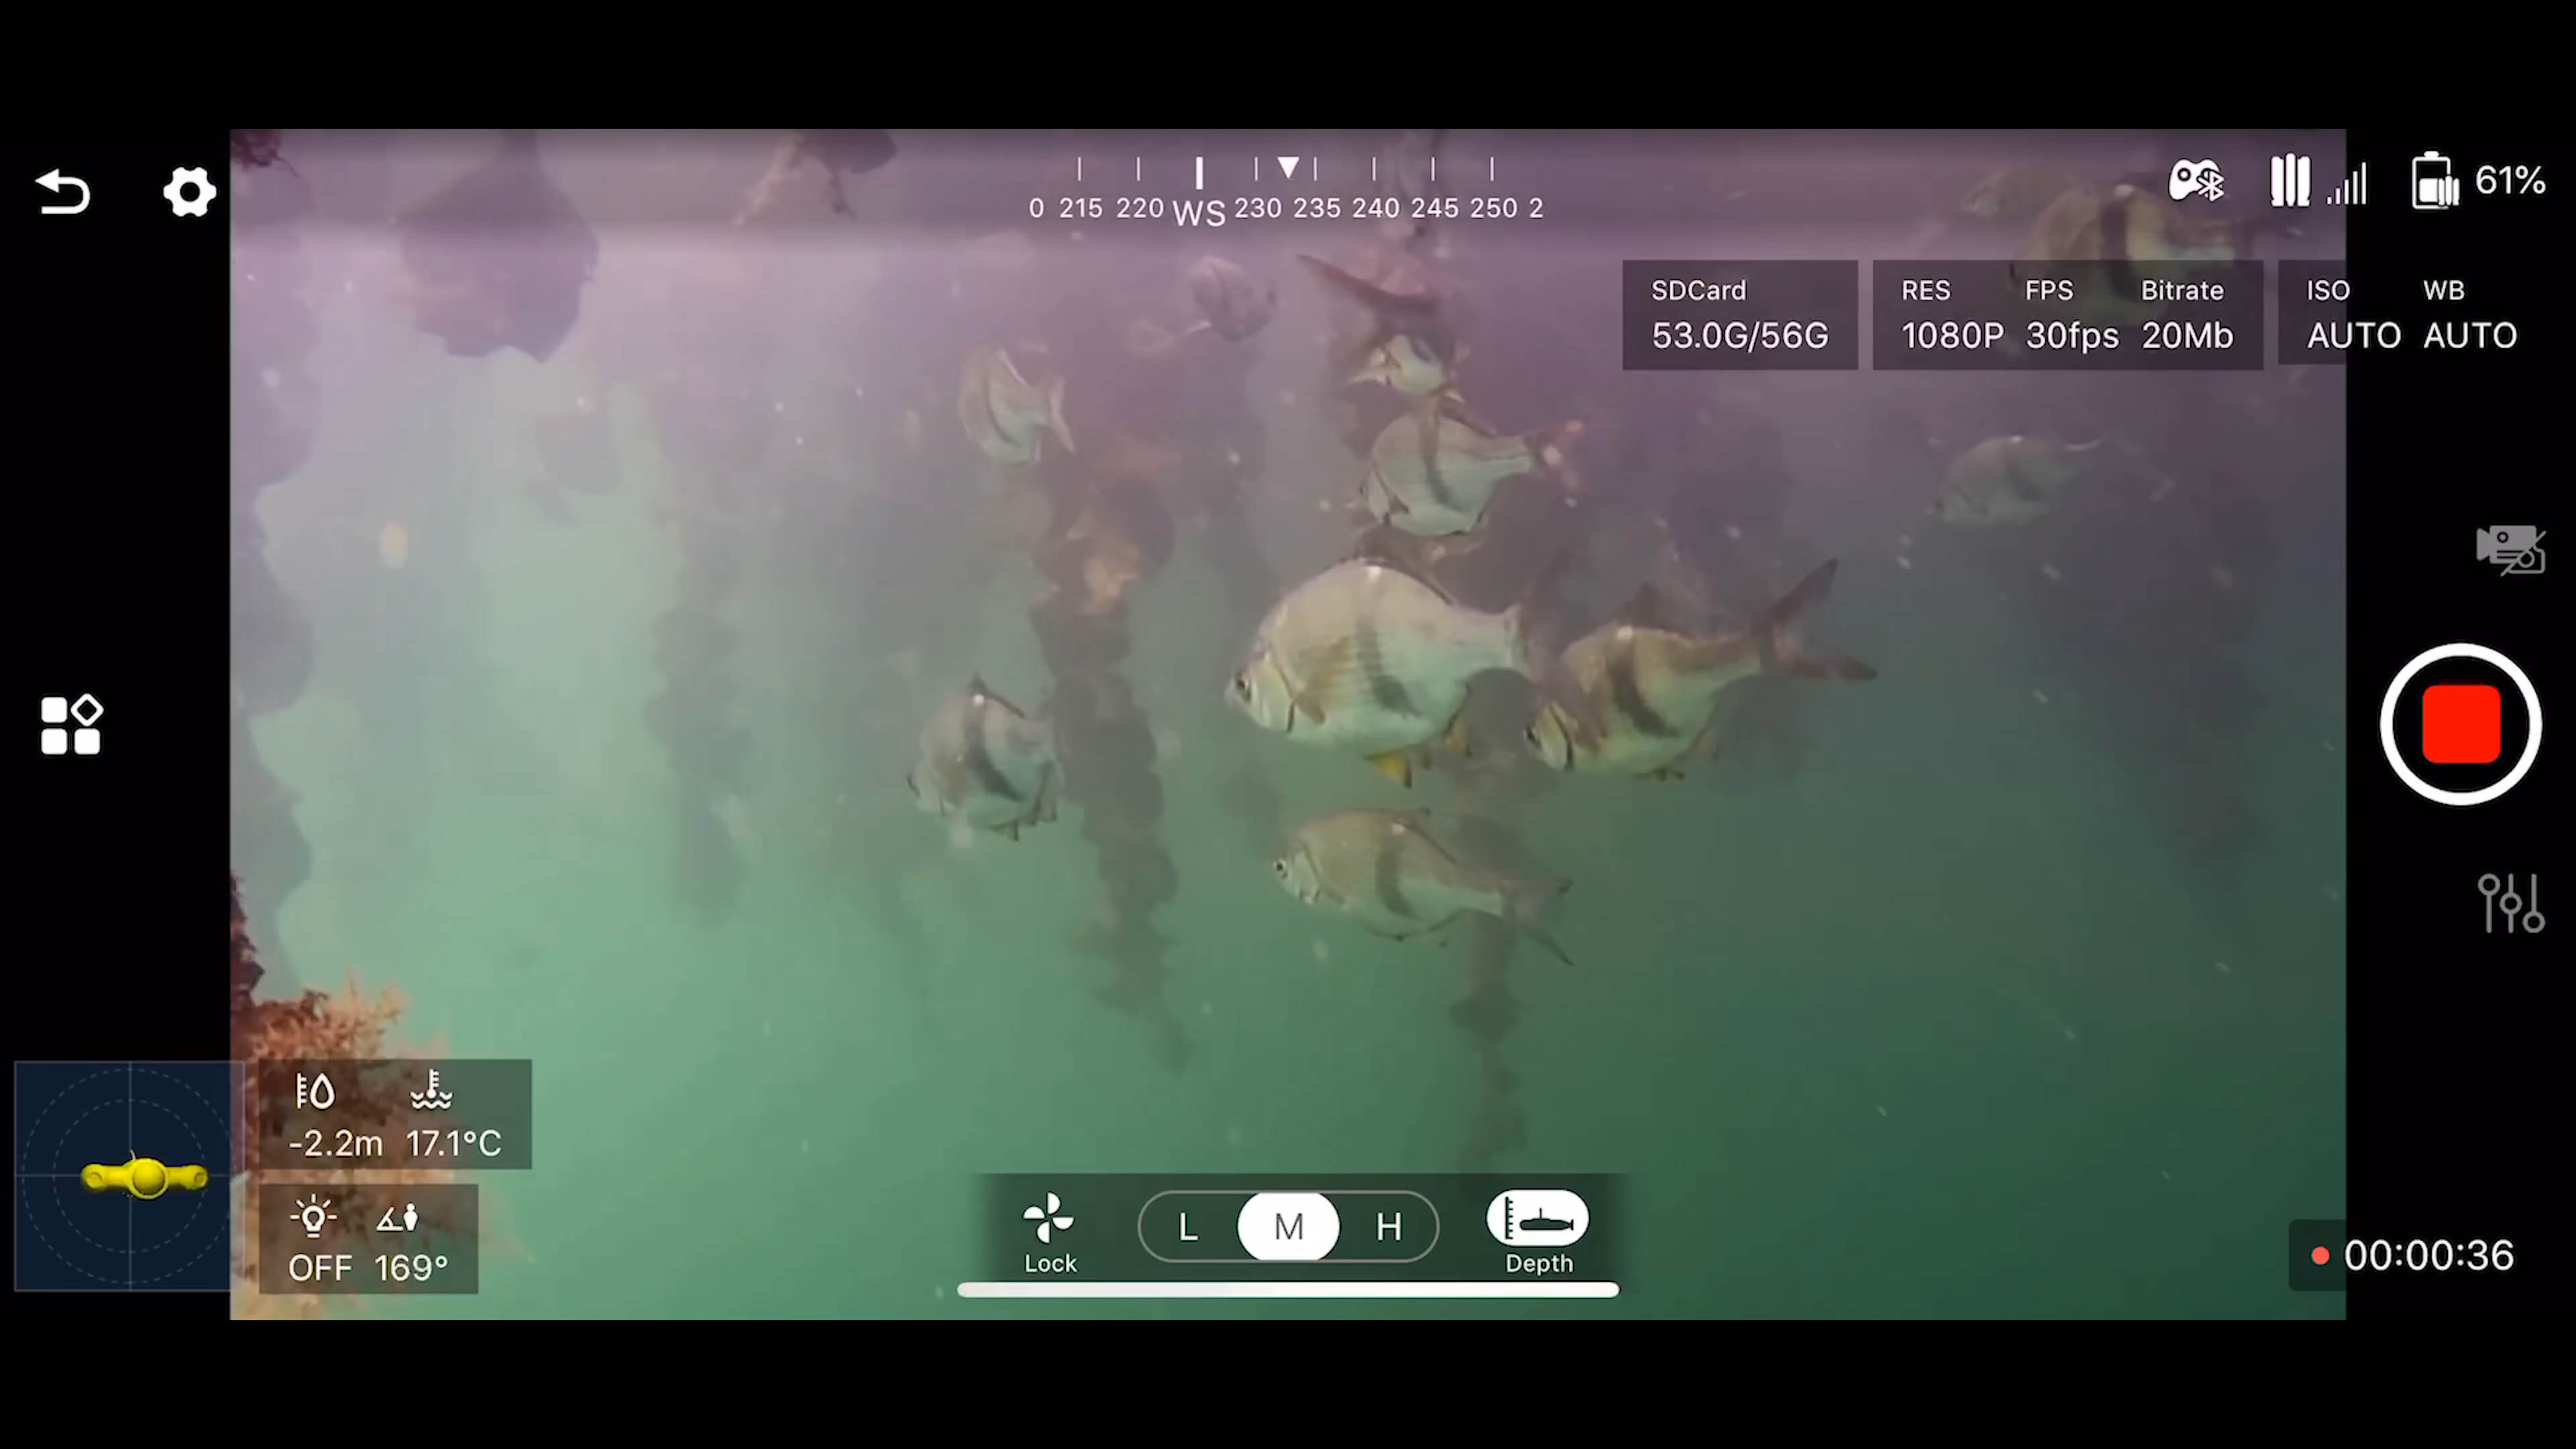 0 215 220 WS 230 235 240 245 250 2
61%
SDCard
53.0G/56G
RES FPS Bitrate
1080P 30fps 20Mb
ISO WB
AUTO AUTO
-2.2m 17.1°C
OFF 169°
Lock
L M H
Depth
00:00:36